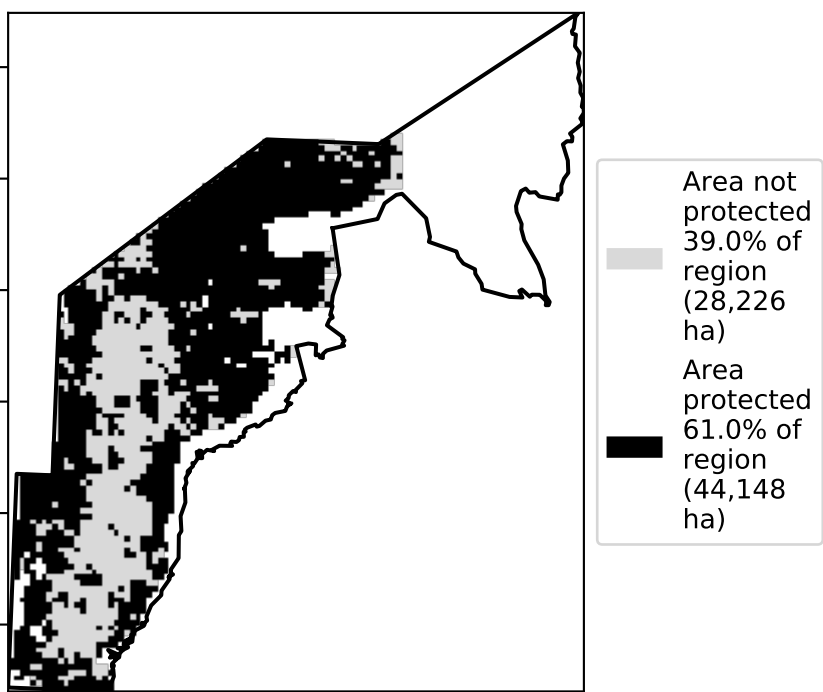 Area not
protected
39.0% of
region
(28,226
ha)
Area
protected
61.0% of
region
(44,148
ha)